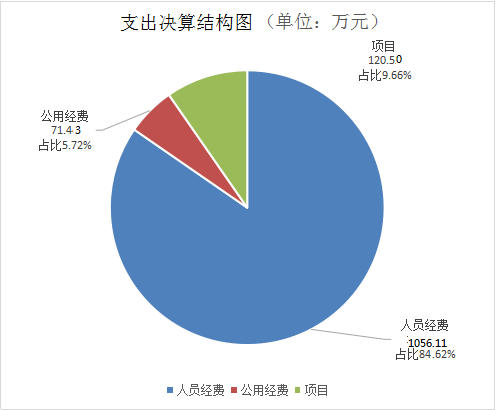 支出决算结构图（单位：万元）
项目
120.50
占比9.66%
公用经费
71.43
占比5.72%
人员经费
1056.11
占比84.62%
人员经费 公用经费 项目